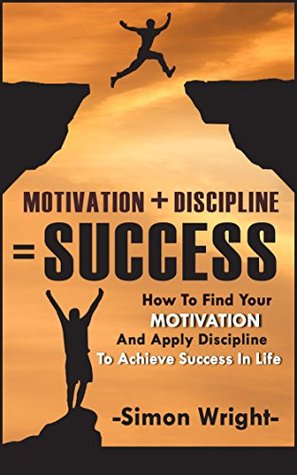 MOTIVATION + DISCIPLINE
= SUCCESS
How To Find Your
MOTIVATION
And Apply Discipline
To Achieve Success In Life
-Simon Wright-